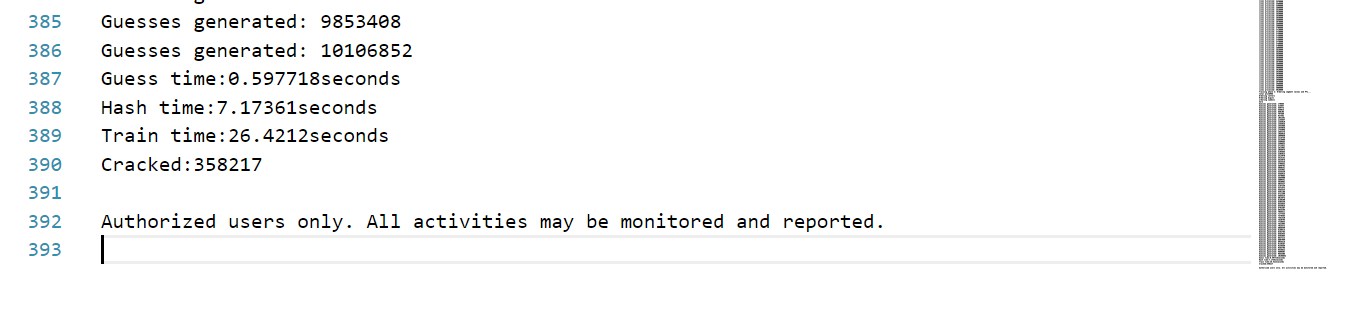 385 Guesses generated: 9853408
386 Guesses generated: 10106852
387 Guess time:0.597718seconds
388 Hash time:7.17361seconds
389 Train time:26.4212seconds
390 Cracked:358217
391
392 Authorized users only. All activities may be monitored and reported.
393